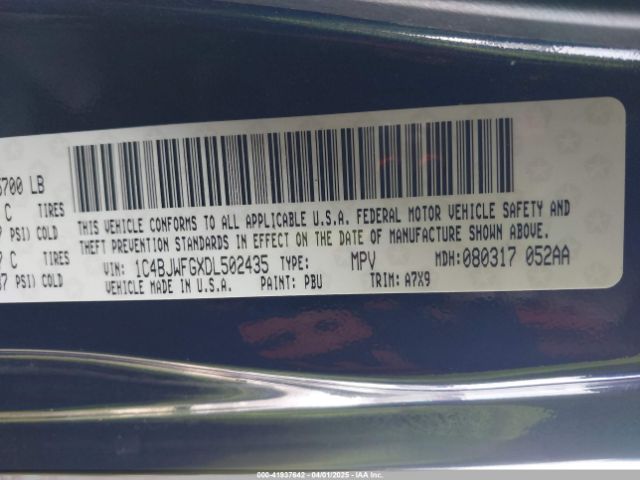 5700 LB
C TIRES
PSI) COLD
C TIRES
37 PSI) COLD
THIS VEHICLE CONFORMS TO ALL APPLICABLE U.S.A. FEDERAL MOTOR VEHICLE SAFETY AND
THEFT PREVENTION STANDARDS IN EFFECT ON THE DATE OF MANUFACTURE SHOWN ABOVE.
VIN: 1C4BJWFGXDL502435 TYPE: MPV MDH: 080317 052AA
VEHICLE MADE IN U.S.A. PAINT: PBU TRIM: A7X9
000-41937642 - 04/01/2025 - IAA Inc.